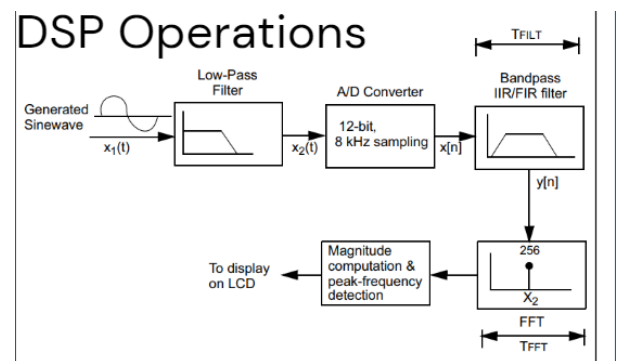 DSP Operations
TFILT
Low-Pass
Filter
A/D Converter
Bandpass
IIR/FIR filter
Generated
Sinewave
12-bit,
8 kHz sampling
x1(t)
x2(t)
x[n]
y[n]
To display
on LCD
Magnitude
computation &
peak-frequency
detection
256
X2
FFT
TFFT